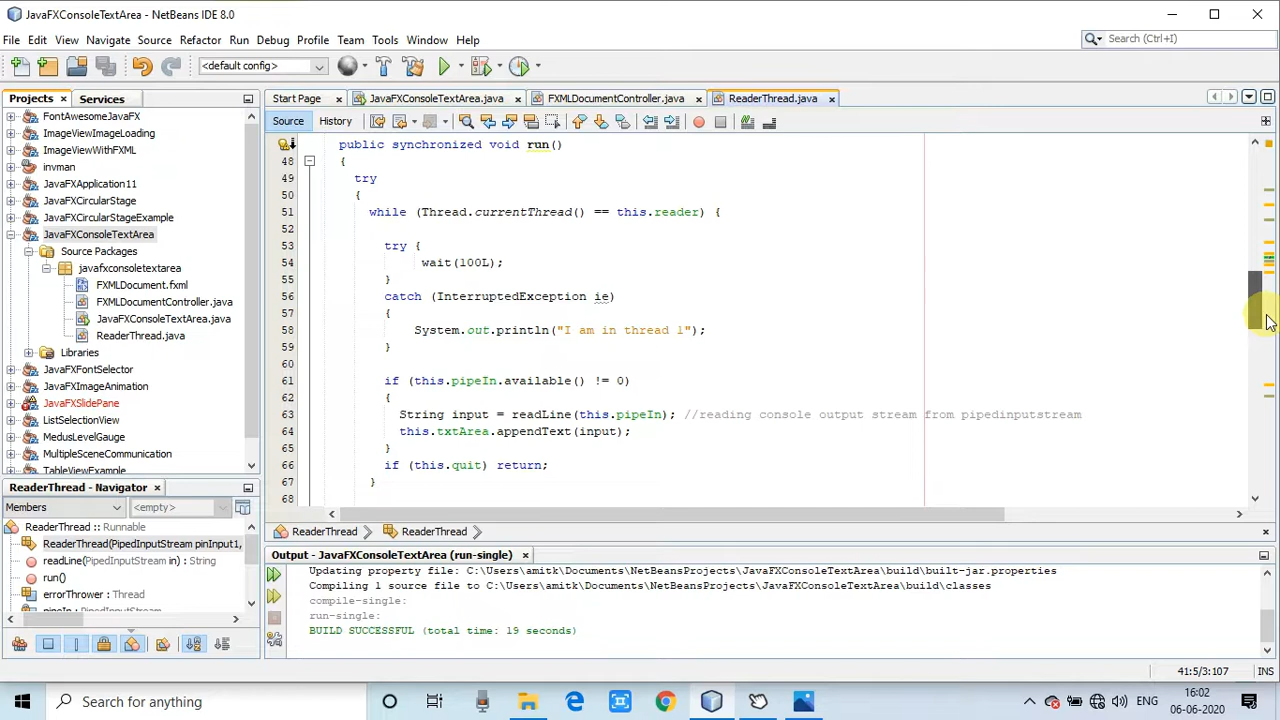 JavaFXConsoleTextArea - NetBeans IDE 8.0
File Edit View Navigate Source Refactor Run Debug Profile Team Tools Window Help
Search (Ctrl+I)
<default config>
Projects Services
Start Page JavaFXConsoleTextArea.java FXMLDocumentController.java ReaderThread.java
Source History
FontAwesomeJavaFX
ImageViewImageLoading
ImageViewWithFXML
invman
JavaFXApplication11
JavaFXCircularStage
JavaFXCircularStageExample
JavaFXConsoleTextArea
Source Packages
javafxconsoletextarea
FXMLDocument.fxml
FXMLDocumentController.java
JavaFXConsoleTextArea.java
ReaderThread.java
Libraries
JavaFXFontSelector
JavaFXImageAnimation
JavaFXSlidePane
ListSelectionView
MedusLevelGauge
MultipleSceneCommunication
TableViewExample
public synchronized void run()
48 {
49 try
50 {
51 while (Thread.currentThread() == this.reader) {
52
53 try {
54 wait(100L);
55 }
56 catch (InterruptedException ie)
57 {
58 System.out.println("I am in thread 1");
59 }
60
61 if (this.pipeIn.available() != 0)
62 {
63 String input = readLine(this.pipeIn); //reading console output stream from pipedinputstream
64 this.txtArea.appendText(input);
65 }
66 if (this.quit) return;
67 }
68
ReaderThread ReaderThread
ReaderThread - Navigator
Members <empty>
ReaderThread :: Runnable
ReaderThread(PipedInputStream pinInput1,
readLine(PipedInputStream in) : String
run()
errorThrower : Thread
pipeIn : PipedInputStream
Output - JavaFXConsoleTextArea (run-single)
Updating property file: C:\Users\amitk\Documents\NetBeansProjects\JavaFXConsoleTextArea\build\built-jar.properties
Compiling 1 source file to C:\Users\amitk\Documents\NetBeansProjects\JavaFXConsoleTextArea\build\classes
compile-single:
run-single:
BUILD SUCCESSFUL (total time: 19 seconds)
41:5/3:107 INS
Search for anything
ENG
16:02
06-06-2020